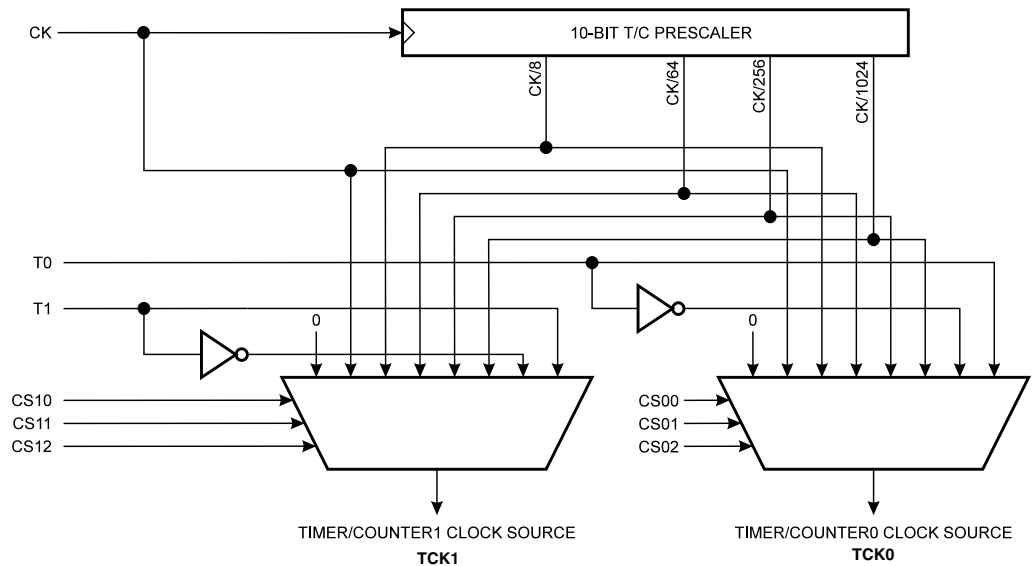 CK
10-BIT T/C PRESCALER
CK/8
CK/64
CK/256
CK/1024
T0
T1
0
0
CS10
CS11
CS12
CS00
CS01
CS02
TIMER/COUNTER1 CLOCK SOURCE
TCK1
TIMER/COUNTER0 CLOCK SOURCE
TCK0